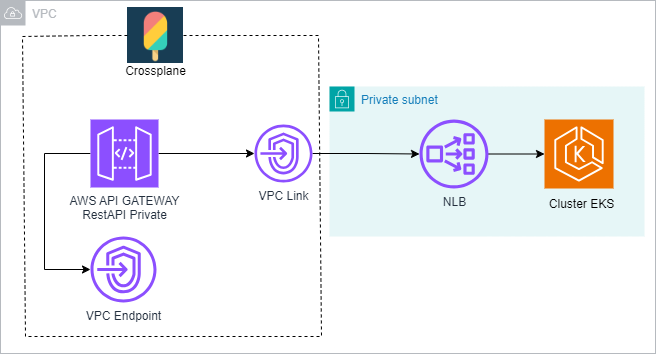 VPC
Crossplane
Private subnet
AWS API GATEWAY
RestAPI Private
VPC Link
NLB
K
Cluster EKS
VPC Endpoint